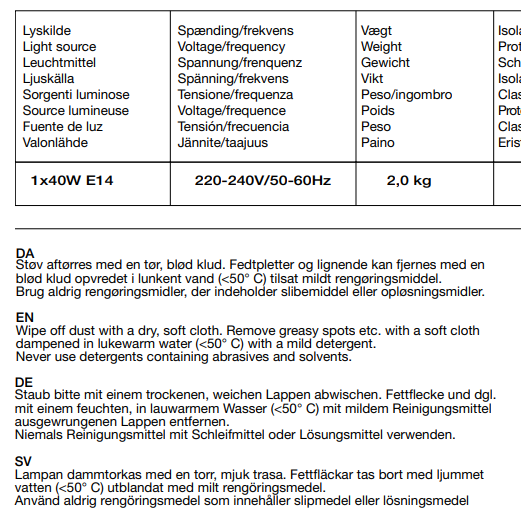 Lyskilde
Light source
Leuchtmittel
Ljuskälla
Sorgenti luminose
Source lumineuse
Fuente de luz
Valonlähde
1x40W E14
Spænding/frekvens
Voltage/frequency
Spannung/frenquenz
Spänning/frekvens
Tensione/frequenza
Voltage/frequence
Tensión/frecuencia
Jännite/taajuus
220-240V/50-60Hz
Vægt
Weight
Gewicht
Vikt
Peso/ingombro
Poids
Peso
Paino
2,0 kg
Isola
Prot
Sch
Isola
Clas
Prote
Clas
Erist
DA
Støv aftørres med en tør, blød klud. Fedtpletter og lignende kan fjernes med en
blød klud opvredet i lunkent vand (<50° C) tilsat mildt rengøringsmiddel.
Brug aldrig rengøringsmidler, der indeholder slibemiddel eller opløsningsmidler.
EN
Wipe off dust with a dry, soft cloth. Remove greasy spots etc. with a soft cloth
dampened in lukewarm water (<50° C) with a mild detergent.
Never use detergents containing abrasives and solvents.
DE
Staub bitte mit einem trockenen, weichen Lappen abwischen. Fettflecke und dgl.
mit einem feuchten, in lauwarmem Wasser (<50° C) mit mildem Reinigungsmittel
ausgewrungenen Lappen entfernen.
Niemals Reinigungsmittel mit Schleifmittel oder Lösungsmittel verwenden.
SV
Lampan dammtorkas med en torr, mjuk trasa. Fettfläckar tas bort med ljummet
vatten (<50° C) utblandat med milt rengöringsmedel.
Använd aldrig rengöringsmedel som innehåller slipmedel eller lösningsmedel